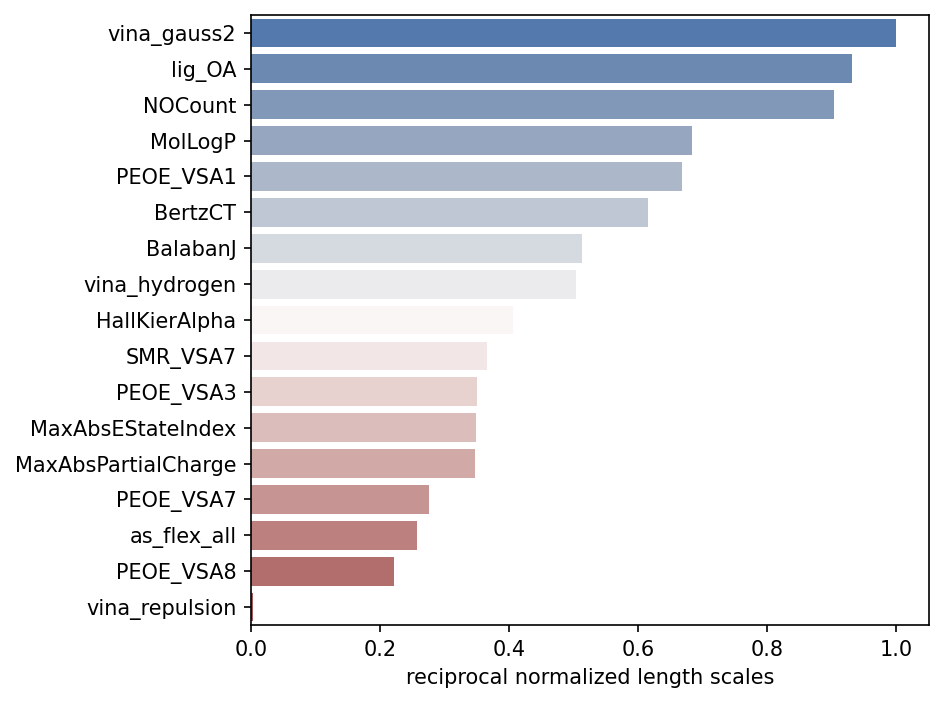 vina_gauss2
lig_OA
NOCount
MolLogP
PEOE_VSA1
BertzCT
BalabanJ
vina_hydrogen
HallKierAlpha
SMR_VSA7
PEOE_VSA3
MaxAbsEStateIndex
MaxAbsPartialCharge
PEOE_VSA7
as_flex_all
PEOE_VSA8
vina_repulsion
0.0 0.2 0.4 0.6 0.8 1.0
reciprocal normalized length scales